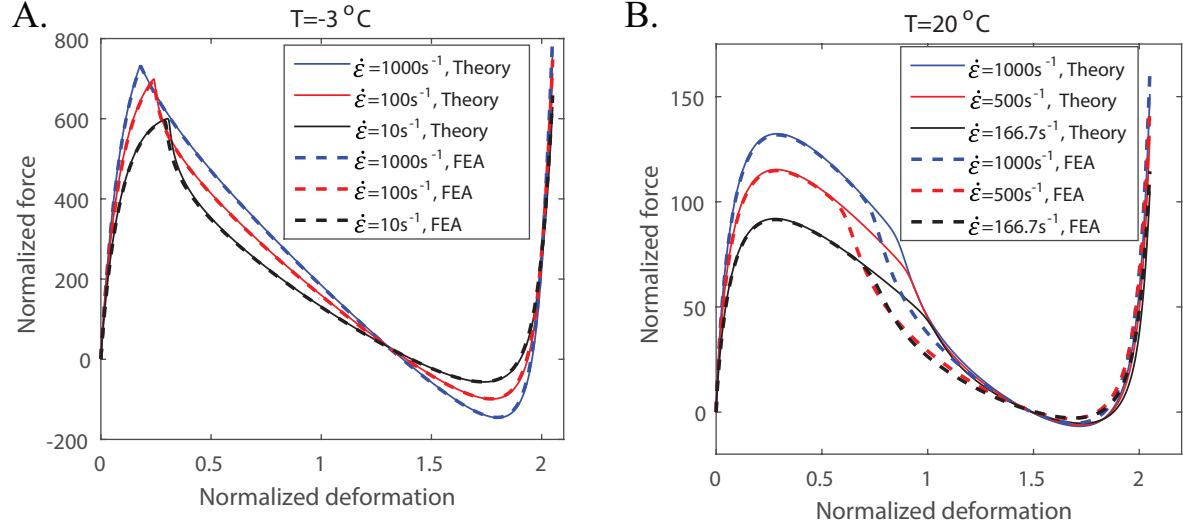 A.
T=-3 °C
800
600
400
200
0
-200
0 0.5 1 1.5 2
Normalized force
Normalized deformation
ε̇=1000s⁻¹, Theory
ε̇=100s⁻¹, Theory
ε̇=10s⁻¹, Theory
ε̇=1000s⁻¹, FEA
ε̇=100s⁻¹, FEA
ε̇=10s⁻¹, FEA
B.
T=20 °C
150
100
50
0
0 0.5 1 1.5 2
Normalized force
Normalized deformation
ε̇=1000s⁻¹, Theory
ε̇=500s⁻¹, Theory
ε̇=166.7s⁻¹, Theory
ε̇=1000s⁻¹, FEA
ε̇=500s⁻¹, FEA
ε̇=166.7s⁻¹, FEA